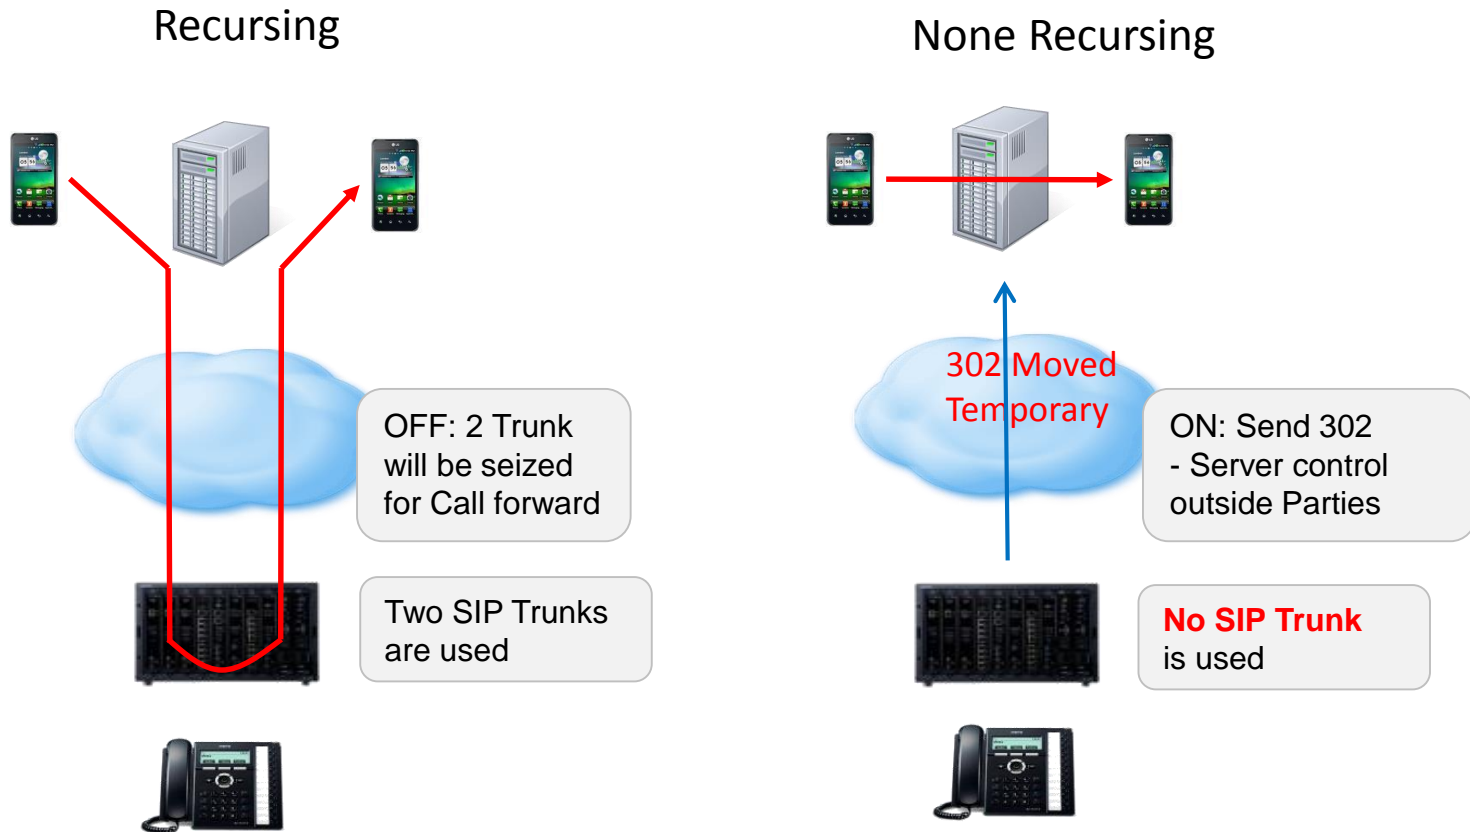 Recursing
None Recursing
302 Moved
Temporary
OFF: 2 Trunk
will be seized
for Call forward
ON: Send 302
- Server control
outside Parties
Two SIP Trunks
are used
No SIP Trunk
is used